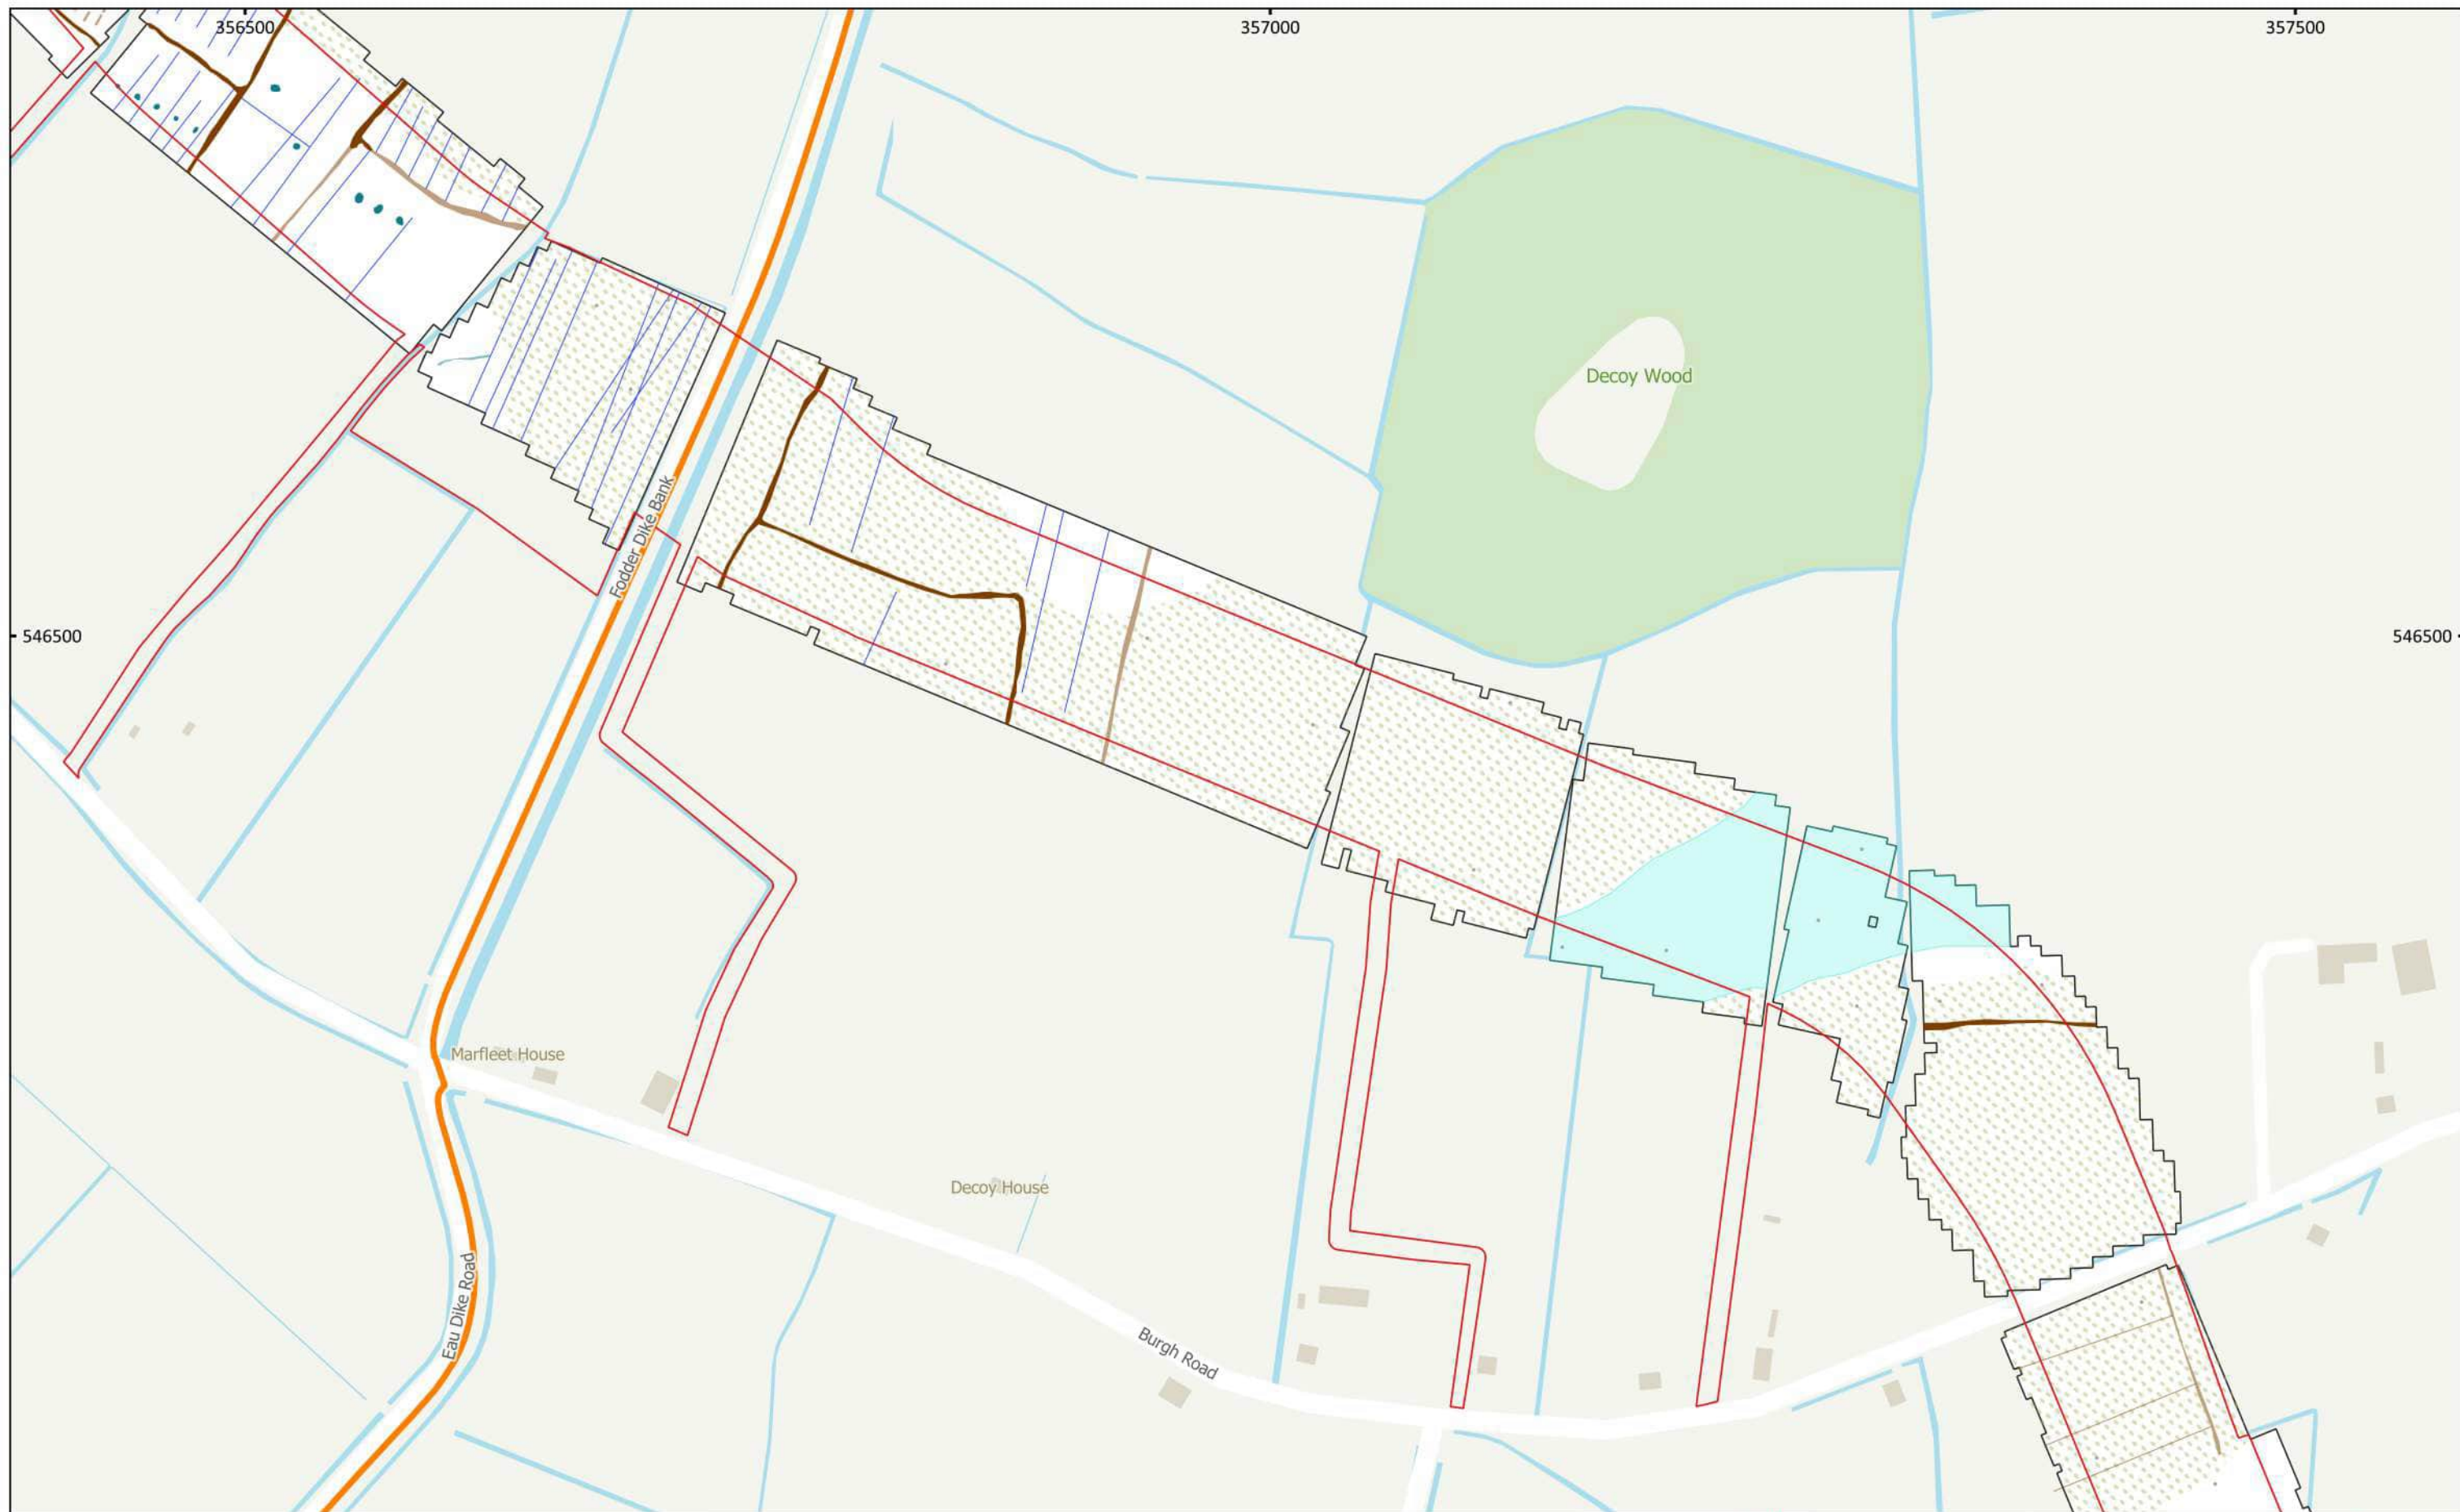 356500
357000
357500
Decoy Wood
Fodder Dike Bank
546500
546500
Marfleet House
Decoy House
Eau Dike Road
Burgh Road